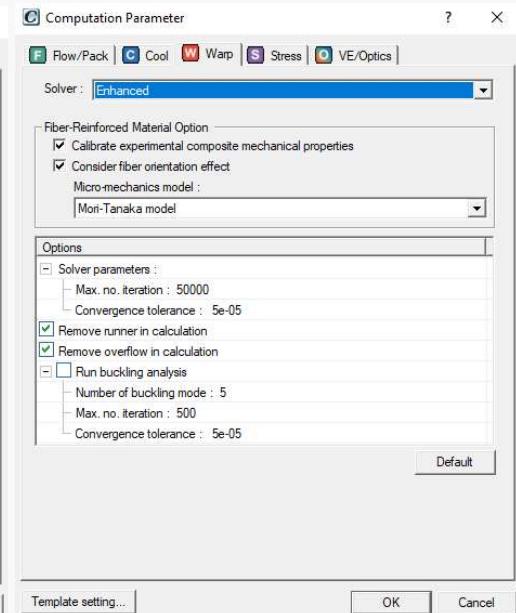 Computation Parameter
? X
F Flow/Pack C Cool W Warp S Stress O VE/Optics
Solver : Enhanced
Fiber-Reinforced Material Option
Calibrate experimental composite mechanical properties
Consider fiber orientation effect
Micro-mechanics model :
Mori-Tanaka model
Options
Solver parameters :
Max. no. iteration : 50000
Convergence tolerance : 5e-05
Remove runner in calculation
Remove overflow in calculation
Run buckling analysis
Number of buckling mode : 5
Max. no. iteration : 500
Convergence tolerance : 5e-05
Default
Template setting...
OK Cancel